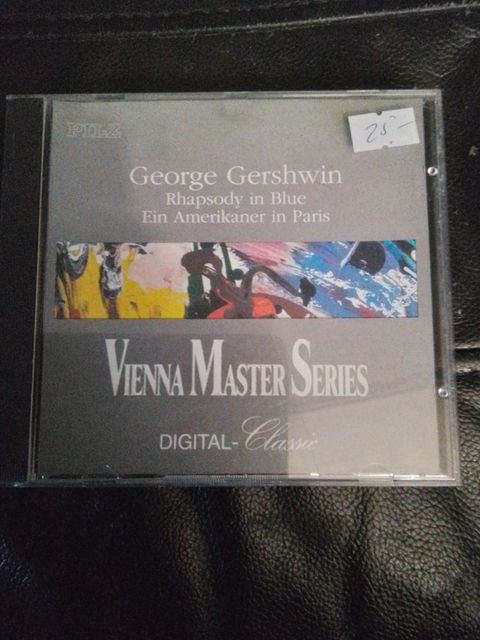 PILZ
25.-
George Gershwin
Rhapsody in Blue
Ein Amerikaner in Paris
VIENNA MASTER SERIES
DIGITAL-Classic